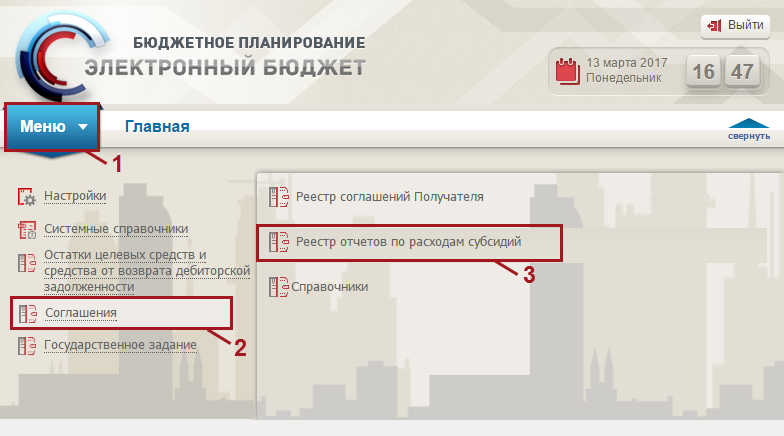 БЮДЖЕТНОЕ ПЛАНИРОВАНИЕ
ЭЛЕКТРОННЫЙ БЮДЖЕТ
Выйти
13 марта 2017
Понедельник
16 47
Меню
Главная
свернуть
1
Настройки
Системные справочники
Остатки целевых средств и
средства от возврата дебиторской
задолженности
Соглашения
2
Государственное задание
Реестр соглашений Получателя
Реестр отчетов по расходам субсидий
3
Справочники